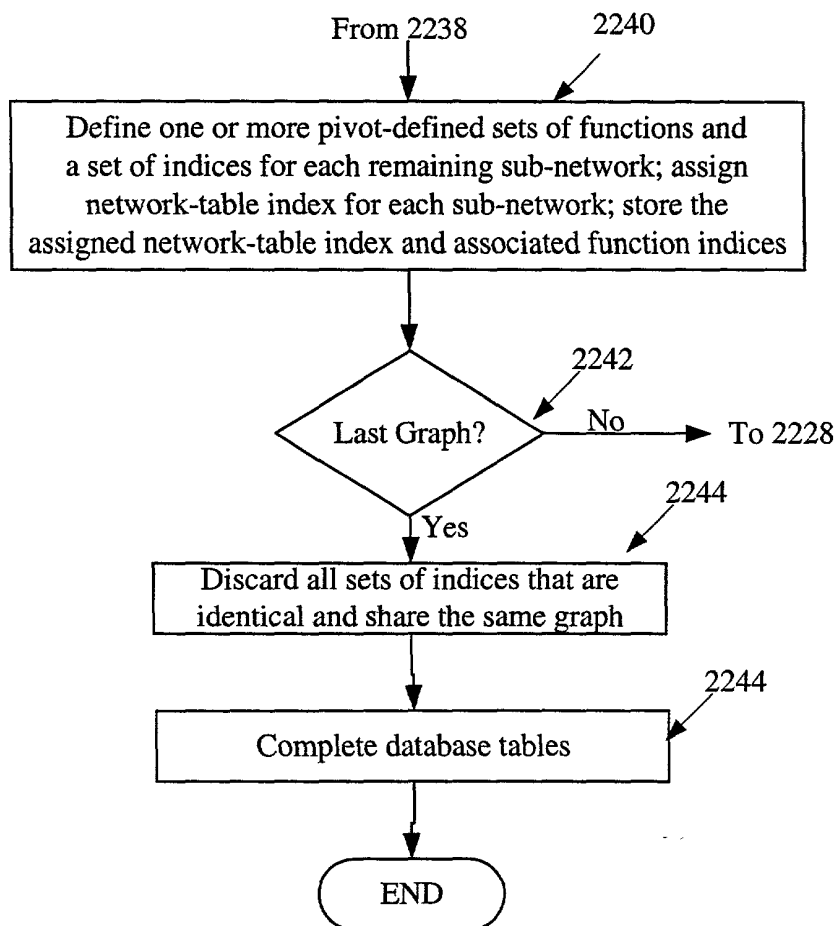 From 2238
2240
Define one or more pivot-defined sets of functions and
a set of indices for each remaining sub-network; assign
network-table index for each sub-network; store the
assigned network-table index and associated function indices
2242
Last Graph?
No
To 2228
Yes
2244
Discard all sets of indices that are
identical and share the same graph
2244
Complete database tables
END